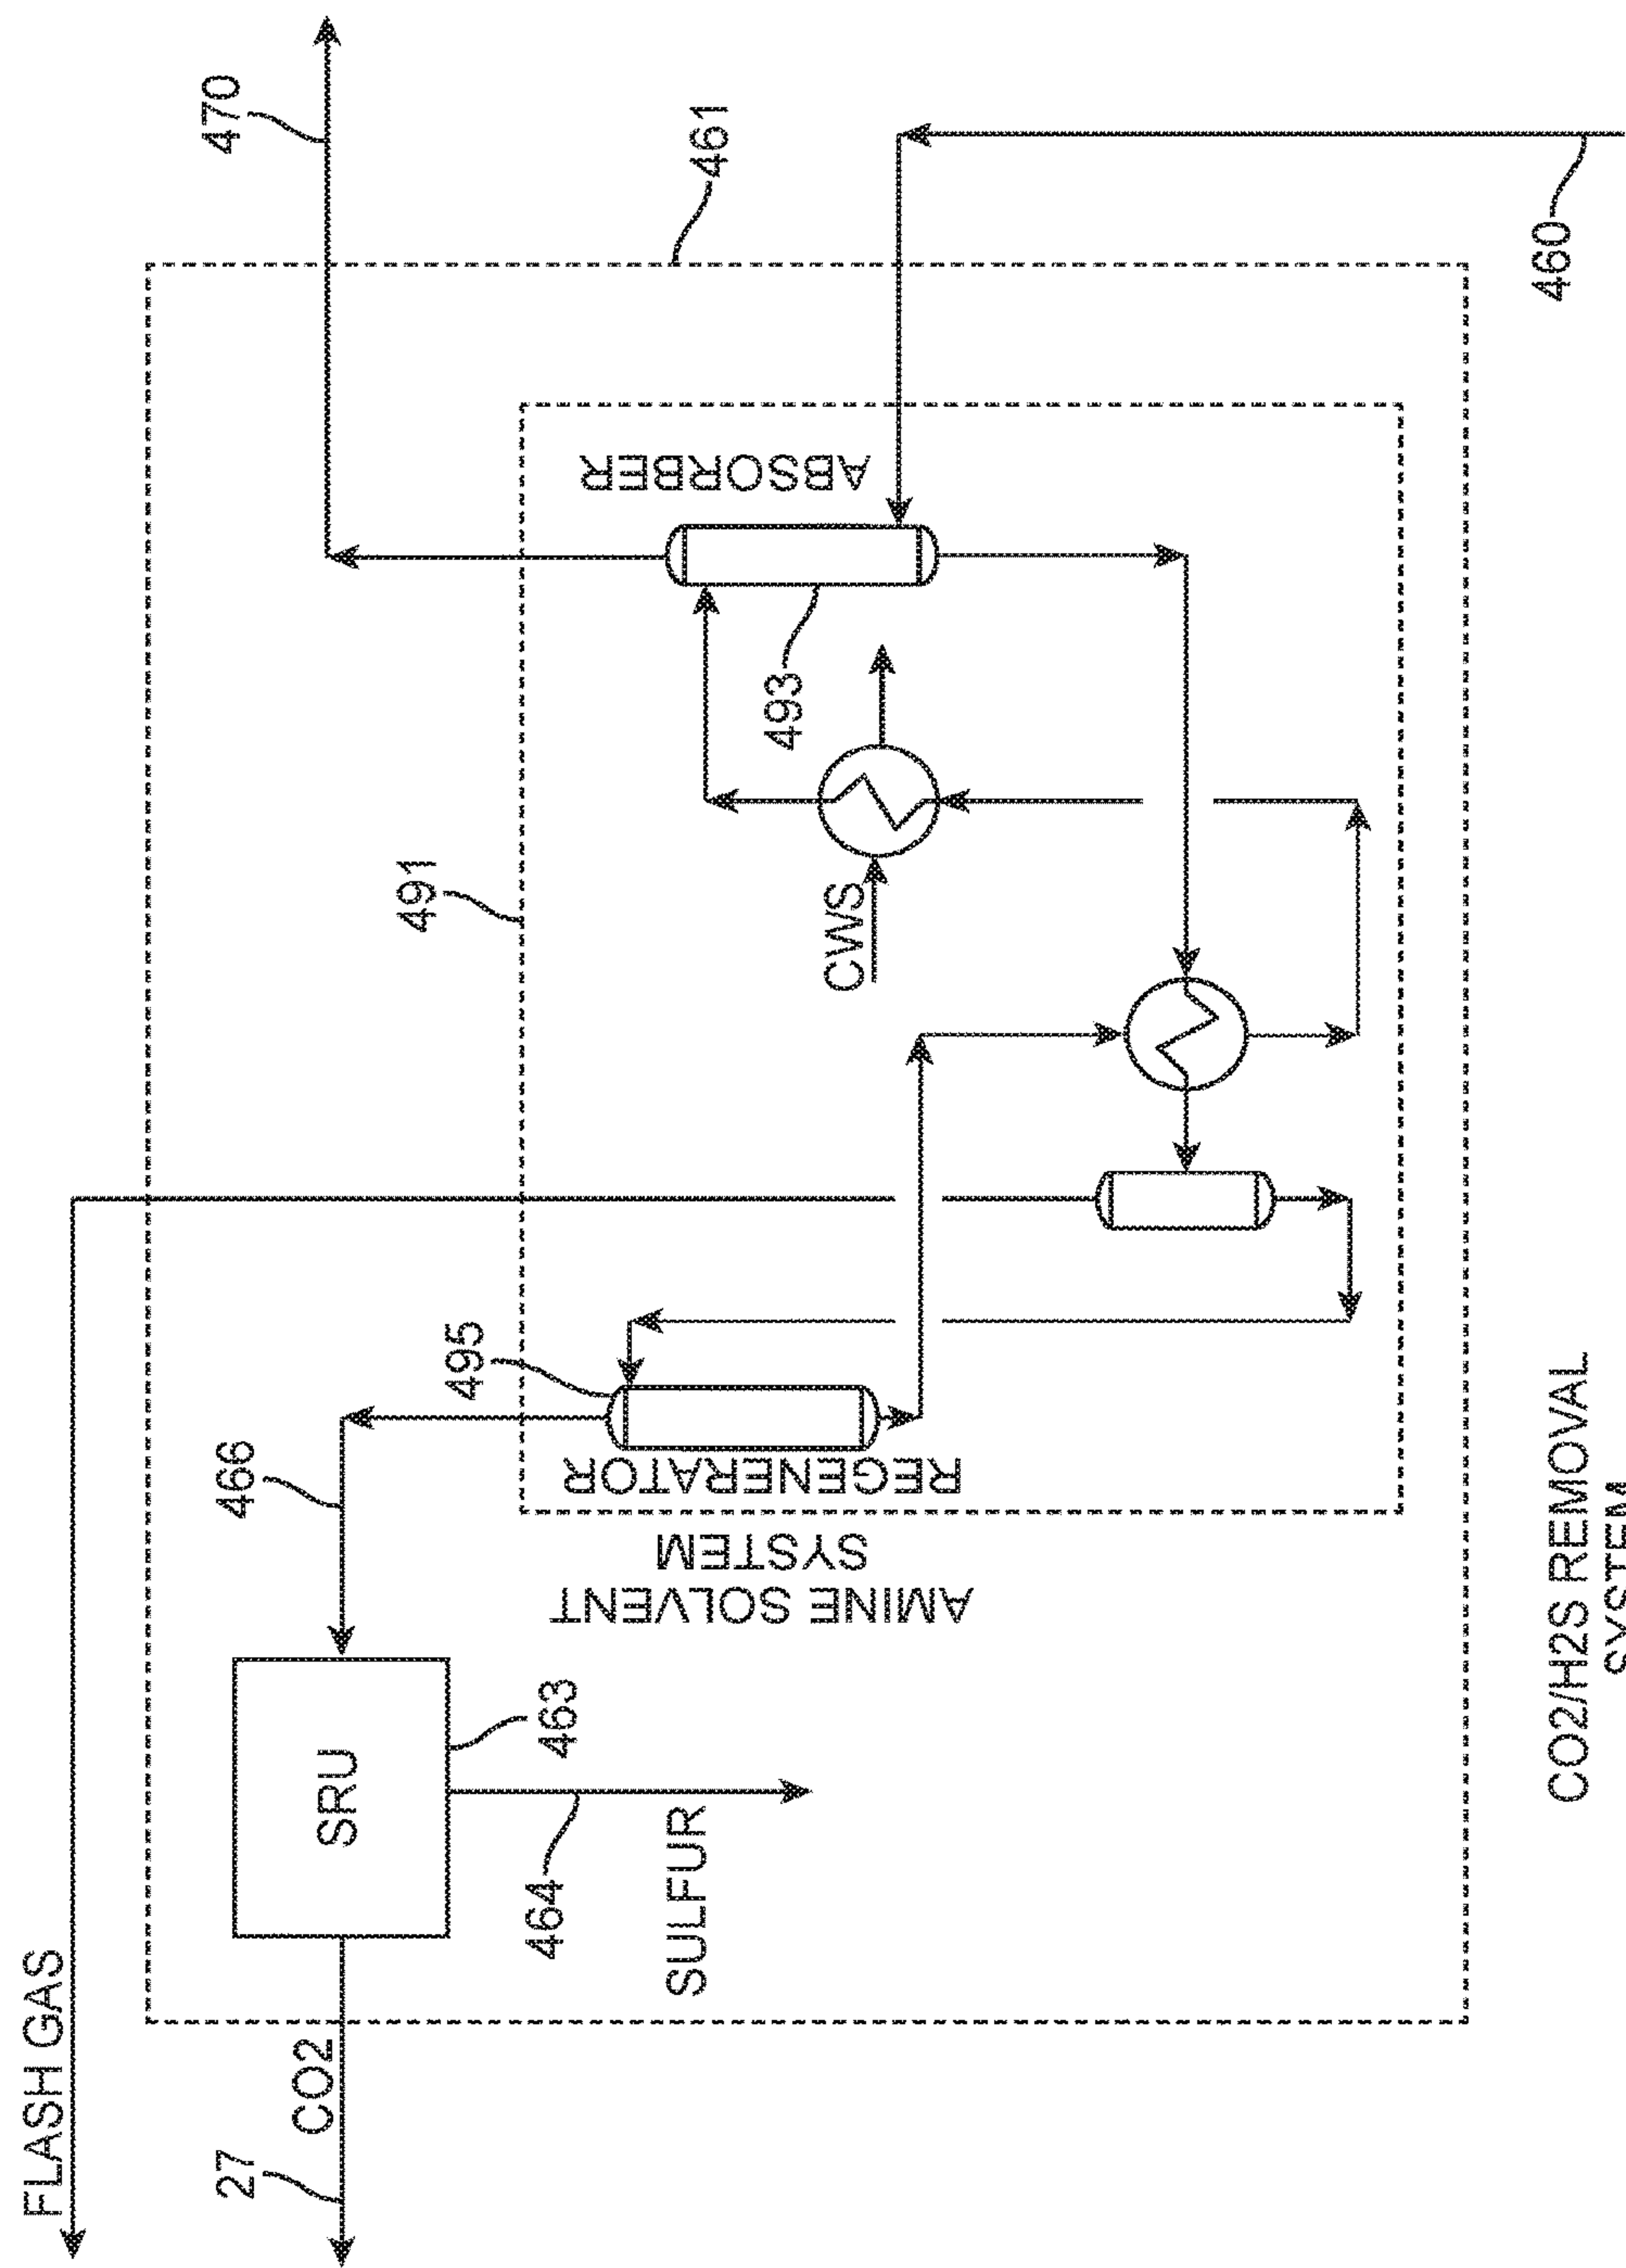 FLASH GAS
27
CO2
466
470
SRU
463
464
SULFUR
495
491
461
AMINE SOLVENT
SYSTEM
REGENERATOR
ABSORBER
493
CWS
460
CO2/H2S REMOVAL
SYSTEM